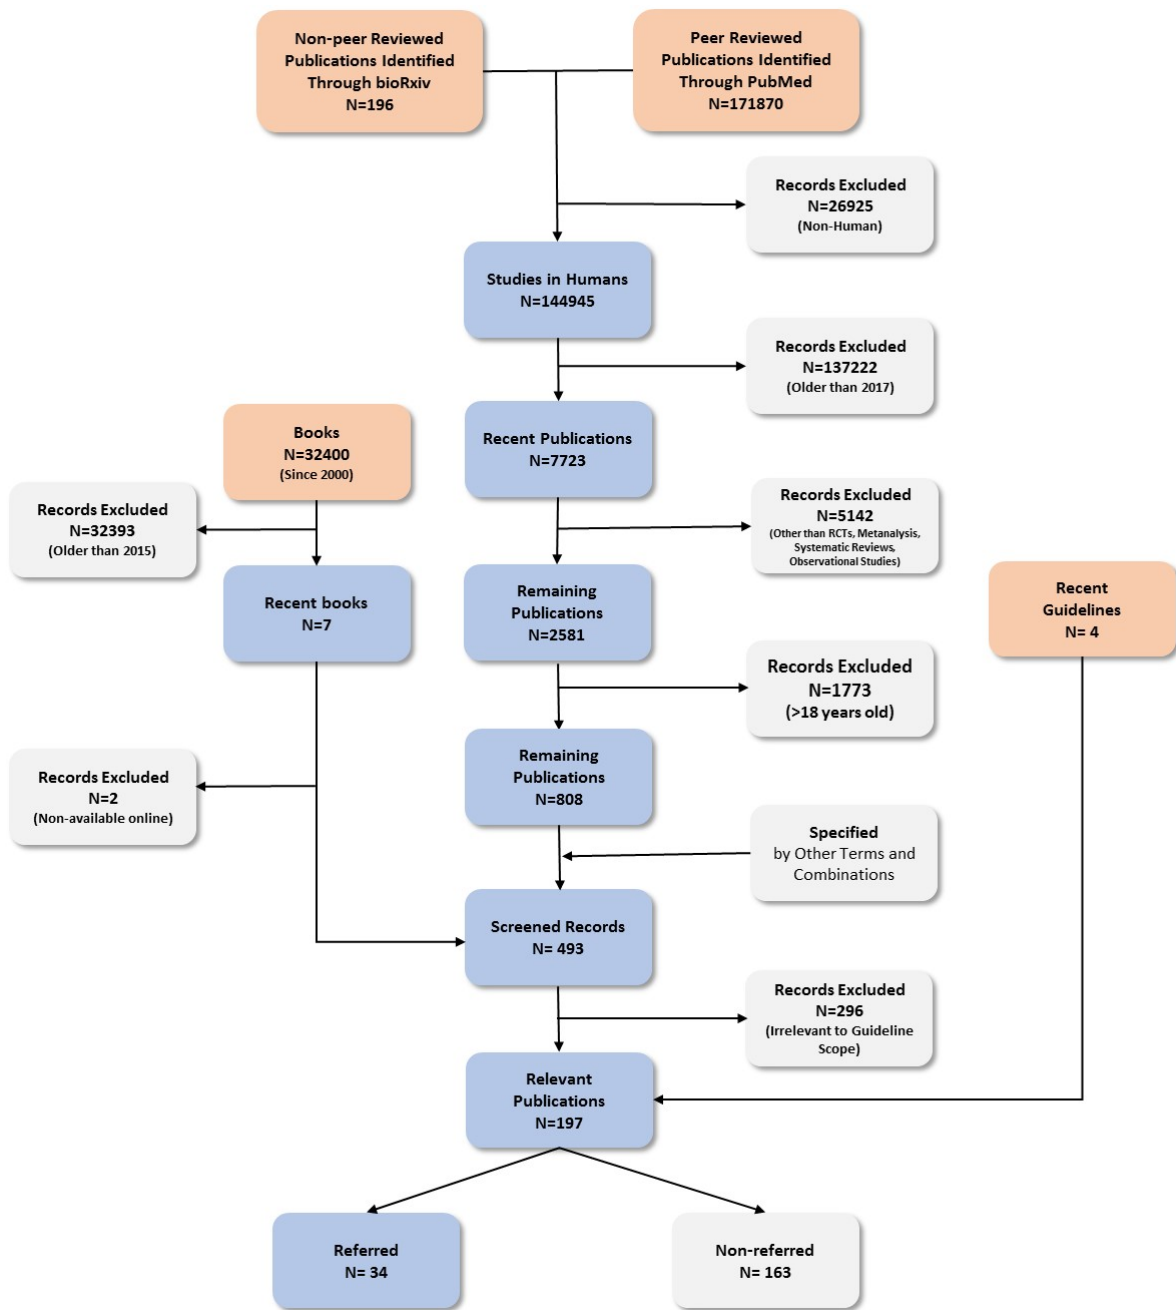 Non-peer Reviewed
Publications Identified
Through bioRxiv
N=196
Peer Reviewed
Publications Identified
Through PubMed
N=171870
Records Excluded
N=26925
(Non-Human)
Studies in Humans
N=144945
Records Excluded
N=137222
(Older than 2017)
Books
N=32400
(Since 2000)
Recent Publications
N=7723
Records Excluded
N=32393
(Older than 2015)
Records Excluded
N=5142
(Other than RCTs, Metanalysis,
Systematic Reviews,
Observational Studies)
Recent books
N=7
Remaining
Publications
N=2581
Recent
Guidelines
N= 4
Records Excluded
N=1773
(>18 years old)
Records Excluded
N=2
(Non-available online)
Remaining
Publications
N=808
Specified
by Other Terms and
Combinations
Screened Records
N= 493
Records Excluded
N=296
(Irrelevant to Guideline
Scope)
Relevant
Publications
N=197
Referred
N= 34
Non-referred
N= 163